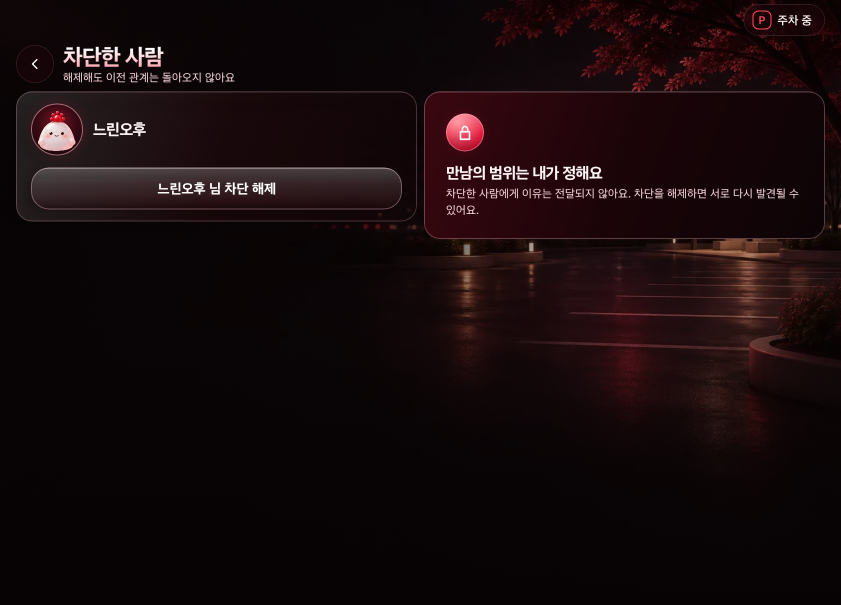 P 주차 중
차단한 사람
해제해도 이전 관계는 돌아오지 않아요
느린오후
느린오후 님 차단 해제
만남의 범위는 내가 정해요
차단한 사람에게 이유는 전달되지 않아요. 차단을 해제하면 서로 다시 발견될 수
있어요.